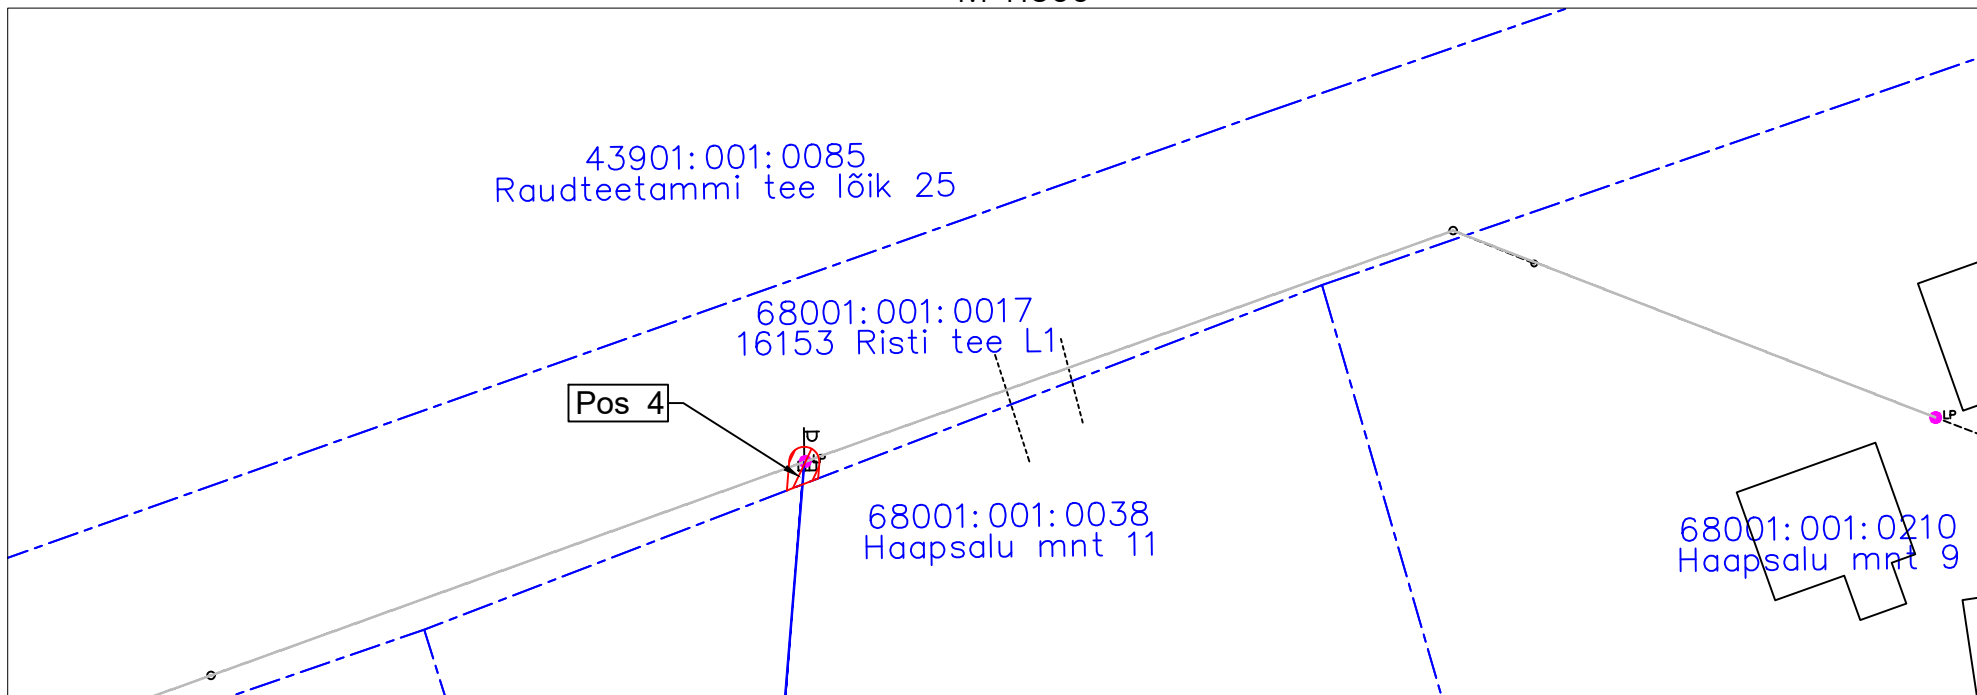 43901:001:0085
Raudteetammi tee lõik 25
68001:001:0017
16153 Risti tee L1
Pos 4
LP
68001:001:0038
Haapsalu mnt 11
68001:001:0210
Haapsalu mnt 9